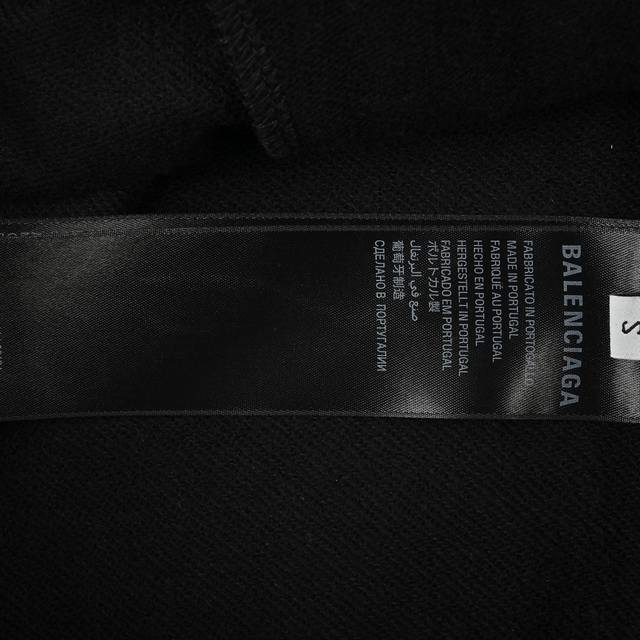 BALENCIAGA
FABBRICATO IN PORTOGALLO
MADE IN PORTUGAL
FABRIQUÉ AU PORTUGAL
HECHO EN PORTUGAL
HERGESTELLT IN PORTUGAL
FABRICADO EM PORTUGAL
ポルトガル製
صنع في البرتغال
葡萄牙制造
СДЕЛАНО В ПОРТУГАЛИИ
S